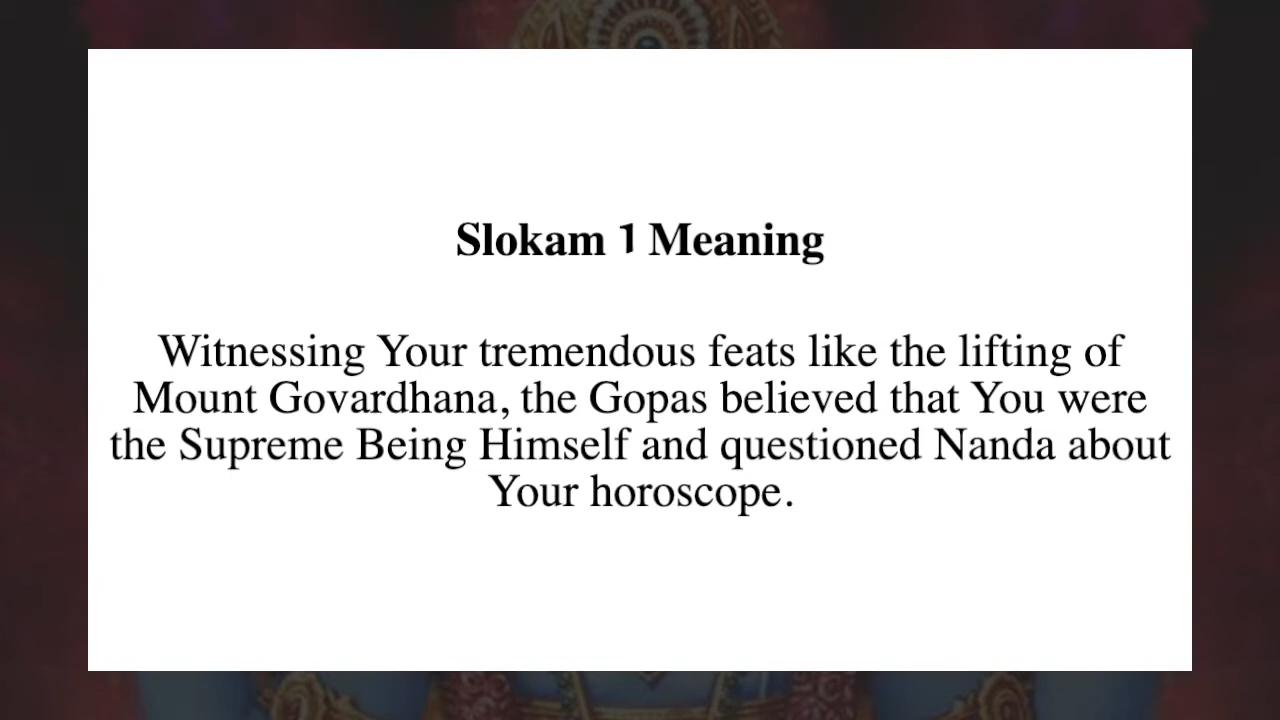 Slokam 1 Meaning
Witnessing Your tremendous feats like the lifting of
Mount Govardhana, the Gopas believed that You were
the Supreme Being Himself and questioned Nanda about
Your horoscope.